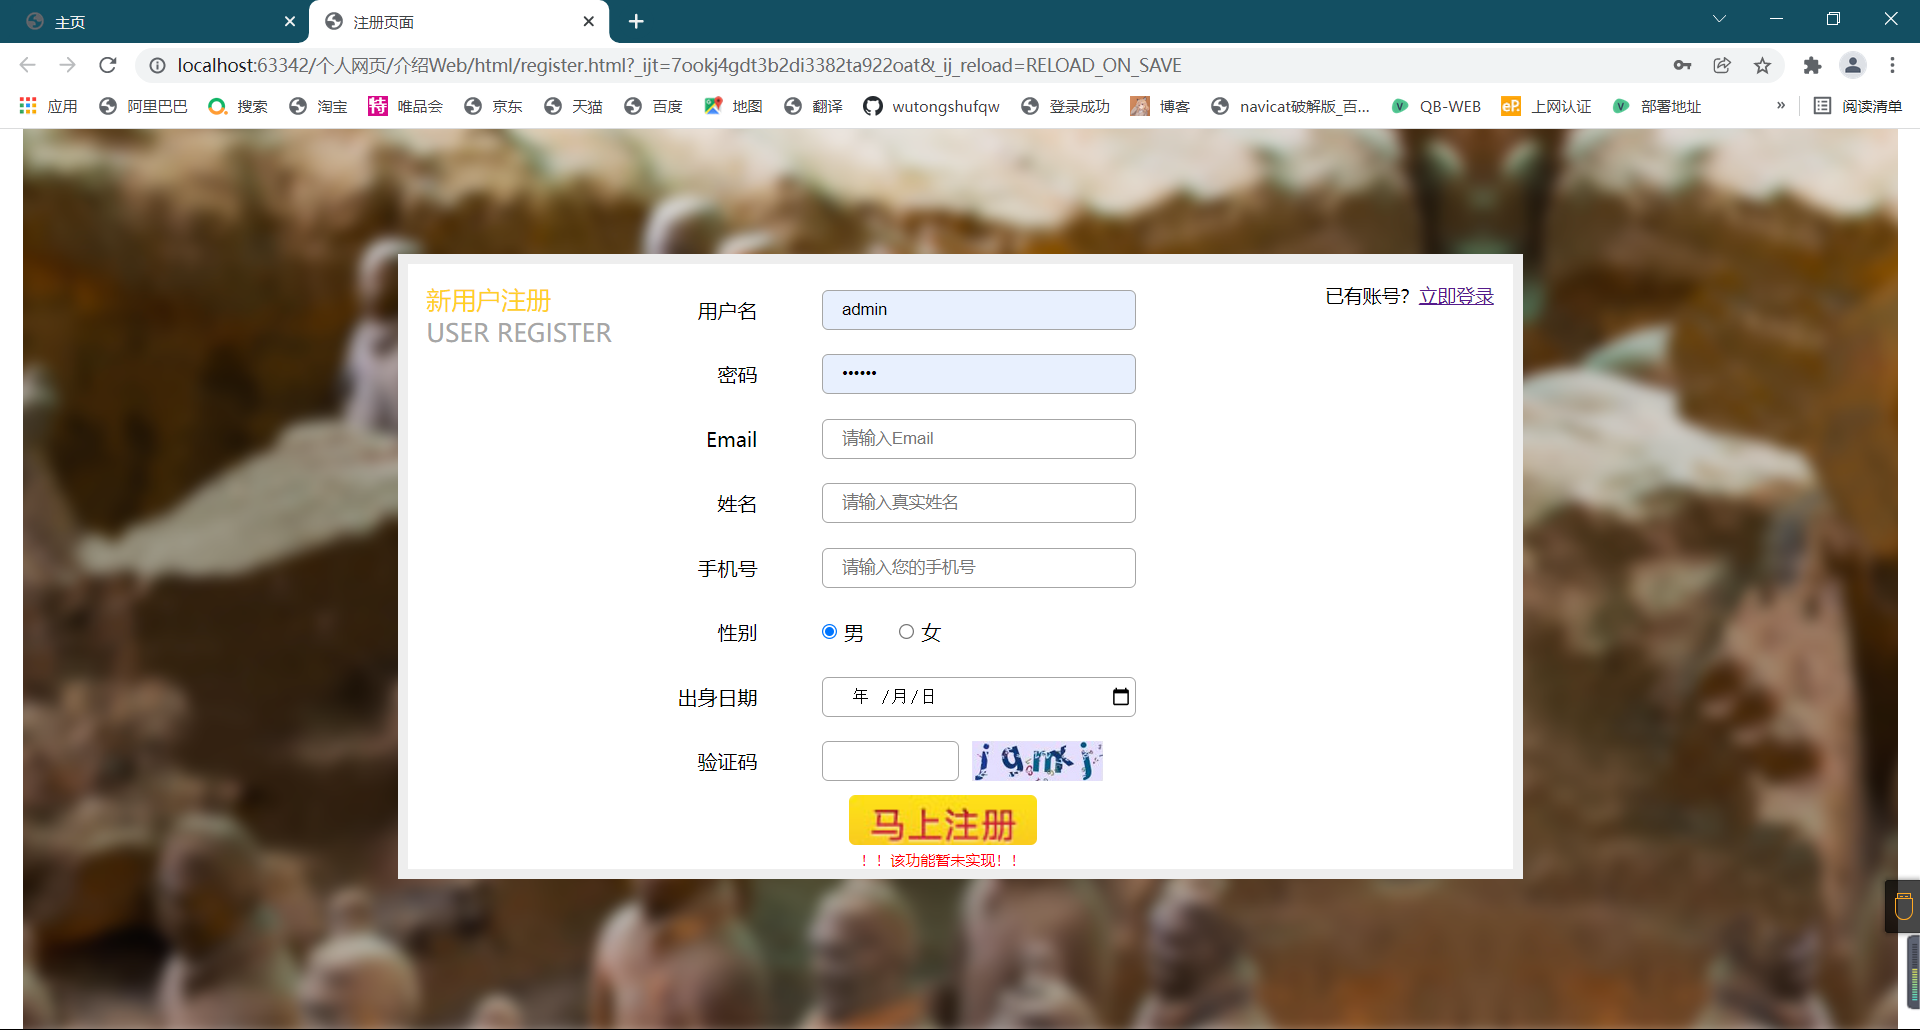 主页
注册页面
localhost:63342/个人网页/介绍Web/html/register.html?_ijt=7ookj4gdt3b2di3382ta922oat&_ij_reload=RELOAD_ON_SAVE
应用 阿里巴巴 搜索 淘宝 特 唯品会 京东 天猫 百度 地图 翻译 wutongshufqw 登录成功 博客 navicat破解版_百... V QB-WEB eP. 上网认证 V 部署地址 » 阅读清单
新用户注册
USER REGISTER
已有账号? 立即登录
用户名 admin
密码 ••••••
Email 请输入Email
姓名 请输入真实姓名
手机号 请输入您的手机号
性别 男 女
出身日期 年 /月/日
验证码
马上注册
！！该功能暂未实现！！